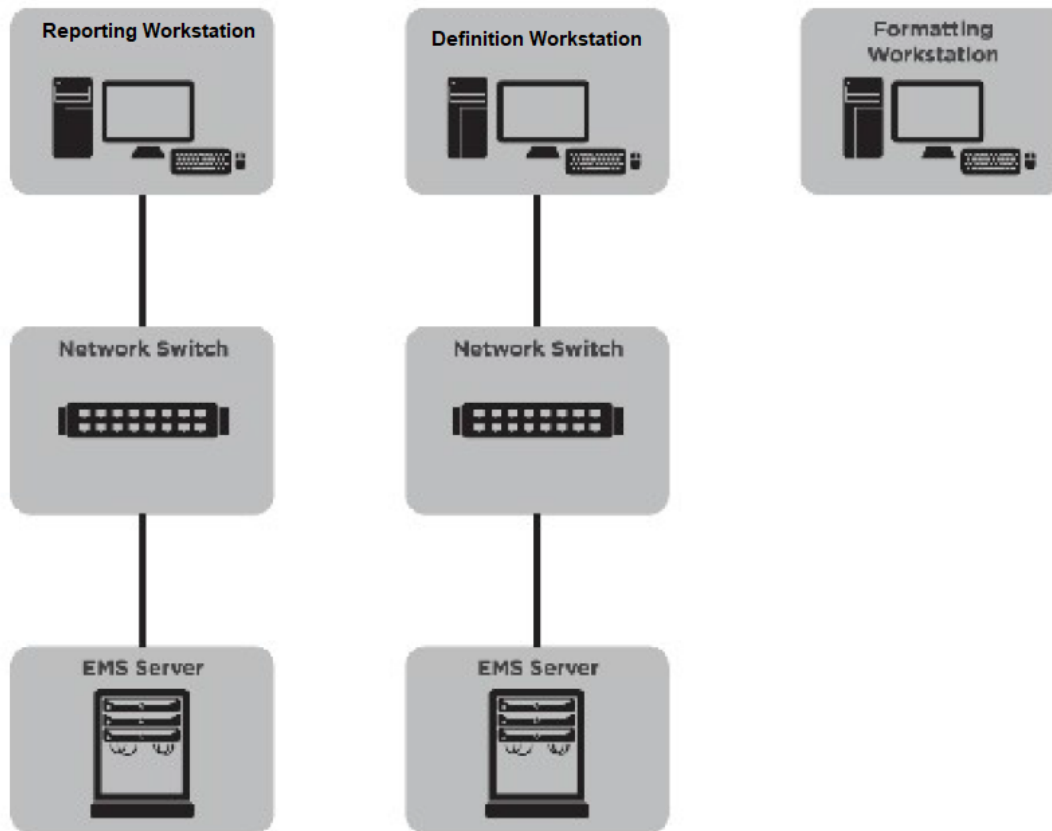 Reporting Workstation
Definition Workstation
Formatting
Workstation
Network Switch
Network Switch
EMS Server
EMS Server